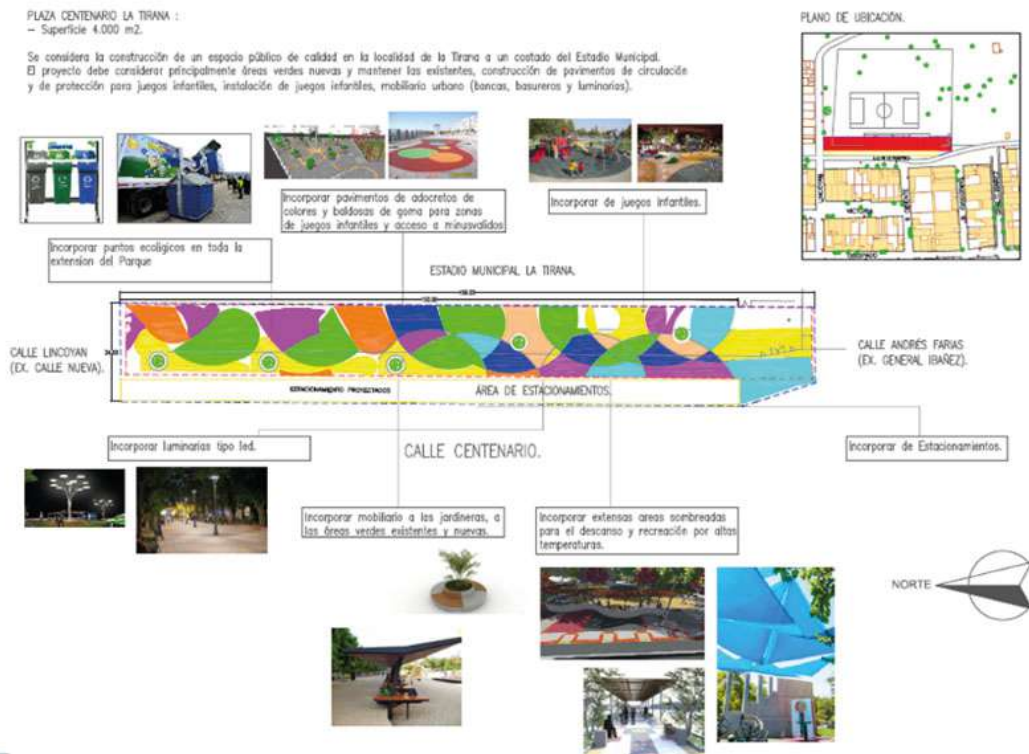 PLAZA CENTENARIO LA TIRANA :
– Superficie 4.000 m2.
Se considera la construcción de un espacio público de calidad en la localidad de la Tirana a un costado del Estadio Municipal.
El proyecto debe considerar principalmente áreas verdes nuevas y mantener las existentes, construcción de pavimentos de circulación
y de protección para juegos infantiles, instalación de juegos infantiles, mobiliario urbano (bancas, basureros y luminarias).
PLANO DE UBICACIÓN.
Incorporar puntos ecológicos en toda la
extension del Parque
Incorporar pavimentos de adocretos de
colores y baldosas de goma para zonas
de juegos infantiles y acceso a minusvalidos
Incorporar de juegos infantiles.
ESTADIO MUNICIPAL LA TIRANA.
CALLE LINCOYAN
(EX. CALLE NUEVA).
CALLE ANDRÉS FARIAS
(EX. GENERAL IBAÑEZ).
ESTACIONAMIENTO PROYECTADOS
ÁREA DE ESTACIONAMIENTOS.
Incorporar luminarias tipo led.
CALLE CENTENARIO.
Incorporar de Estacionamientos.
Incorporar mobiliario a las jardineras, a
las áreas verdes existentes y nuevas.
Incorporar extensas areas sombreadas
para el descanso y recreación por altas
temperaturas.
NORTE